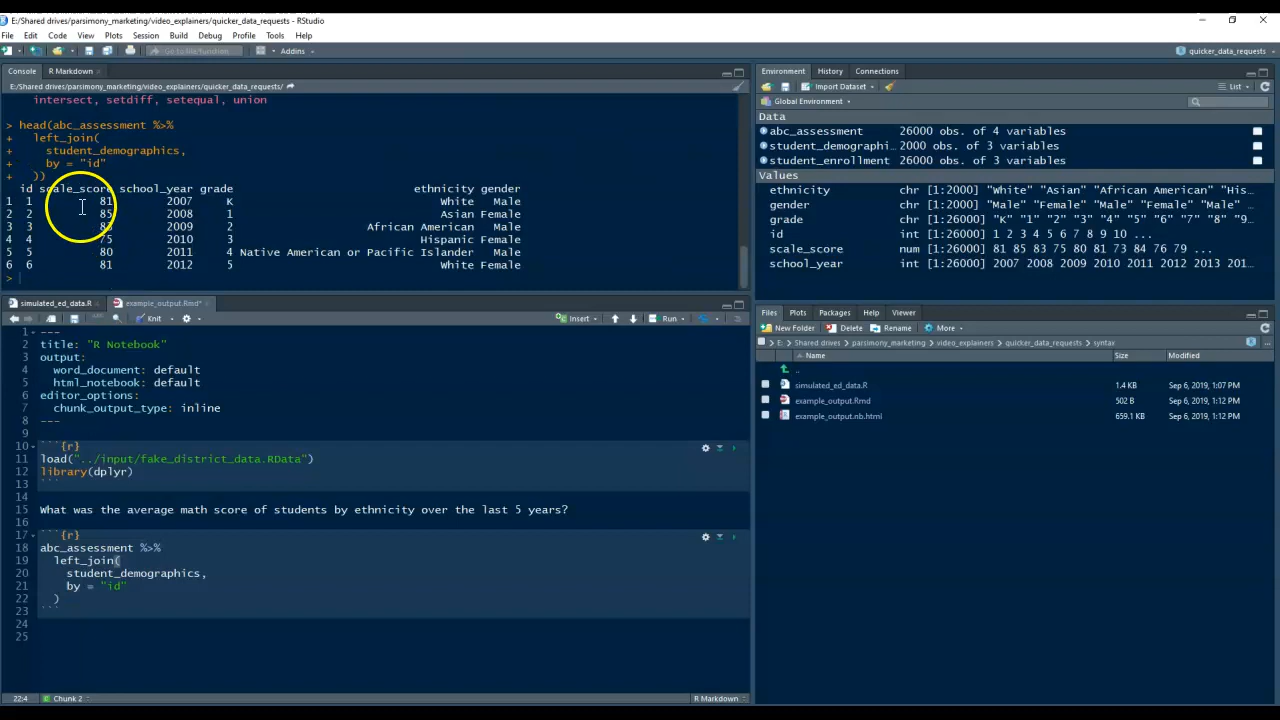 E:/Shared drives/parsimony_marketing/video_explainers/quicker_data_requests - RStudio
File Edit Code View Plots Session Build Debug Profile Tools Help
Go to file/function Addins quicker_data_requests
Console R Markdown
E:/Shared drives/parsimony_marketing/video_explainers/quicker_data_requests/
intersect, setdiff, setequal, union
> head(abc_assessment %>%
+ left_join(
+ student_demographics,
+ by = "id"
+ ))
id scale_score school_year grade ethnicity gender
1 1 81 2007 K White Male
2 2 85 2008 1 Asian Female
3 3 83 2009 2 African American Male
4 4 75 2010 3 Hispanic Female
5 5 80 2011 4 Native American or Pacific Islander Male
6 6 81 2012 5 White Female
>
simulated_ed_data.R example_output.Rmd*
Knit Insert Run
1 ---
2 title: "R Notebook"
3 output:
4 word_document: default
5 html_notebook: default
6 editor_options:
7 chunk_output_type: inline
8 ---
9
10 ```{r}
11 load("../input/fake_district_data.RData")
12 library(dplyr)
13 ```
14
15 What was the average math score of students by ethnicity over the last 5 years?
16
17 ```{r}
18 abc_assessment %>%
19 left_join(
20 student_demographics,
21 by = "id"
22 )
23 ```
24
25
22:4 Chunk 2 R Markdown
Environment History Connections
Import Dataset List
Global Environment
Data
abc_assessment 26000 obs. of 4 variables
student_demographi… 2000 obs. of 3 variables
student_enrollment 26000 obs. of 3 variables
Values
ethnicity chr [1:2000] "White" "Asian" "African American" "His…
gender chr [1:2000] "Male" "Female" "Male" "Female" "Male" …
grade chr [1:26000] "K" "1" "2" "3" "4" "5" "6" "7" "8" "9…
id int [1:26000] 1 2 3 4 5 6 7 8 9 10 ...
scale_score num [1:26000] 81 85 83 75 80 81 73 84 76 79 ...
school_year int [1:26000] 2007 2008 2009 2010 2011 2012 2013 201…
Files Plots Packages Help Viewer
New Folder Delete Rename More
E: Shared drives parsimony_marketing video_explainers quicker_data_requests syntax
Name Size Modified
..
simulated_ed_data.R 1.4 KB Sep 6, 2019, 1:07 PM
example_output.Rmd 502 B Sep 6, 2019, 1:12 PM
example_output.nb.html 659.1 KB Sep 6, 2019, 1:12 PM